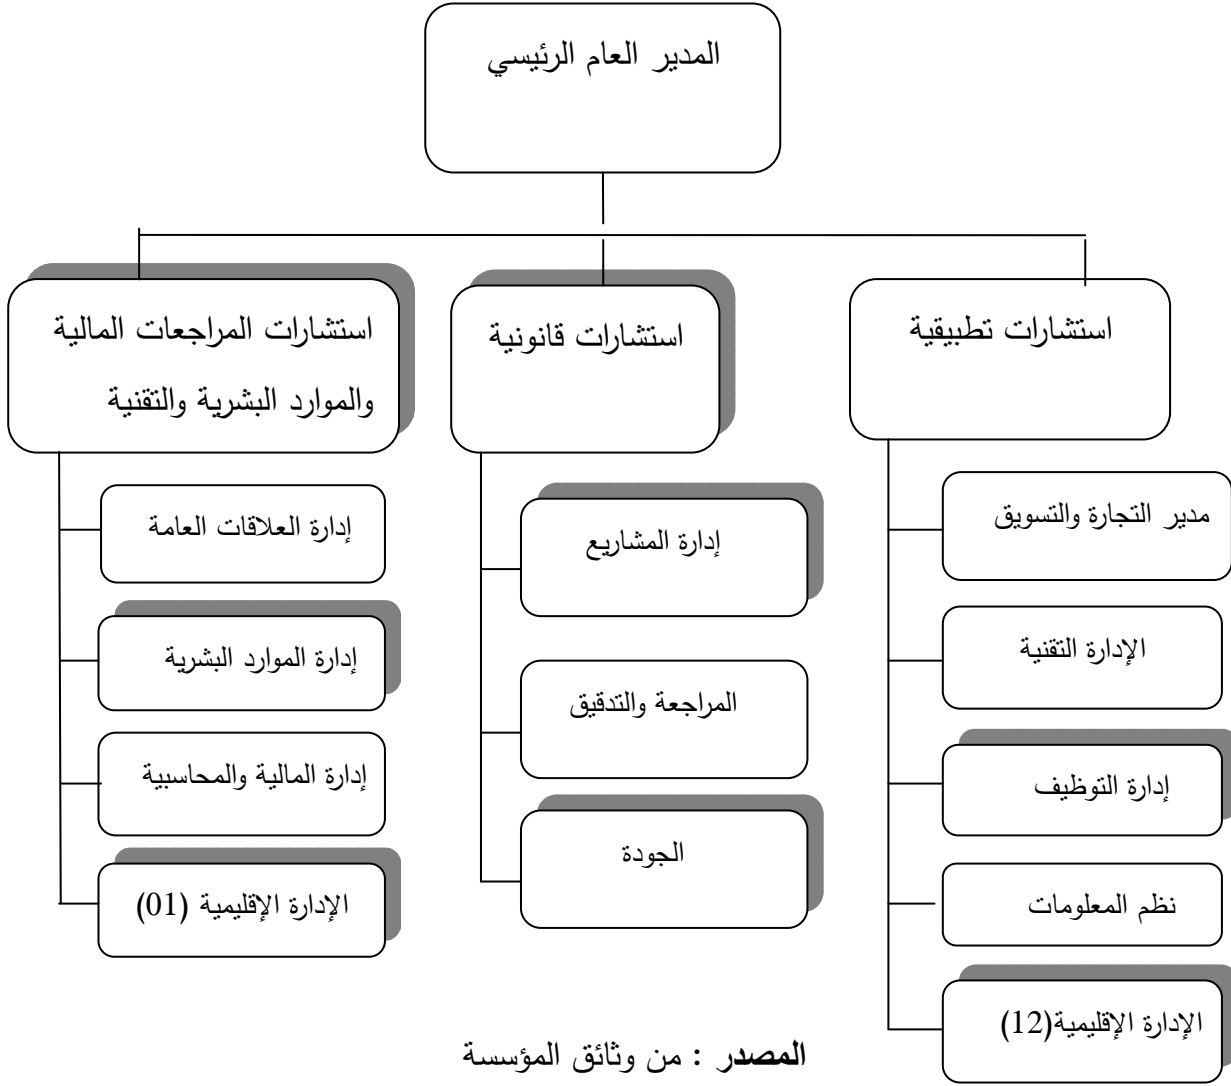 المدير العام الرئيسي
استشارات تطبيقية
مدير التجارة والتسويق
الإدارة التقنية
إدارة التوظيف
نظم المعلومات
الإدارة الإقليمية(12)
استشارات قانونية
إدارة المشاريع
المراجعة والتدقيق
الجودة
استشارات المراجعات المالية
والموارد البشرية والتقنية
إدارة العلاقات العامة
إدارة الموارد البشرية
إدارة المالية والمحاسبية
الإدارة الإقليمية (01)
المصدر : من وثائق المؤسسة